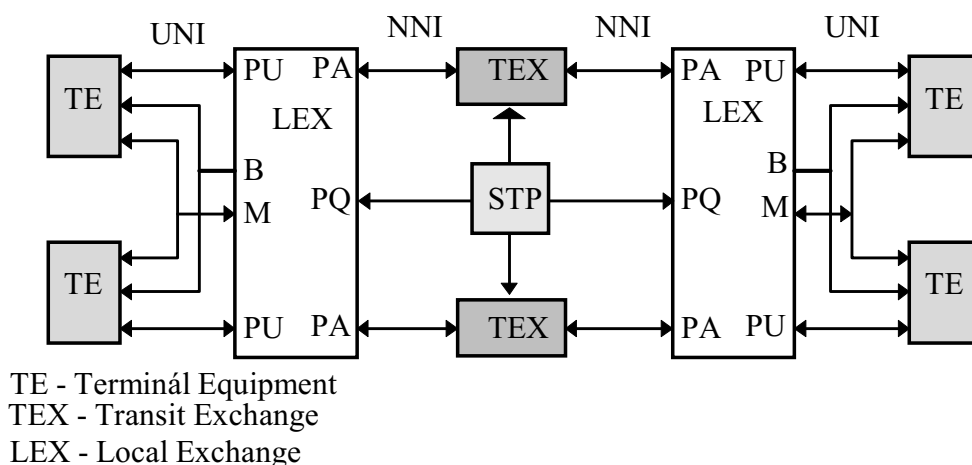 UNI NNI NNI UNI
TE PU PA TEX PA PU TE
LEX LEX
B B
PQ STP PQ
M M
TE TE
PU PA TEX PA PU
TE - Terminál Equipment
TEX - Transit Exchange
LEX - Local Exchange